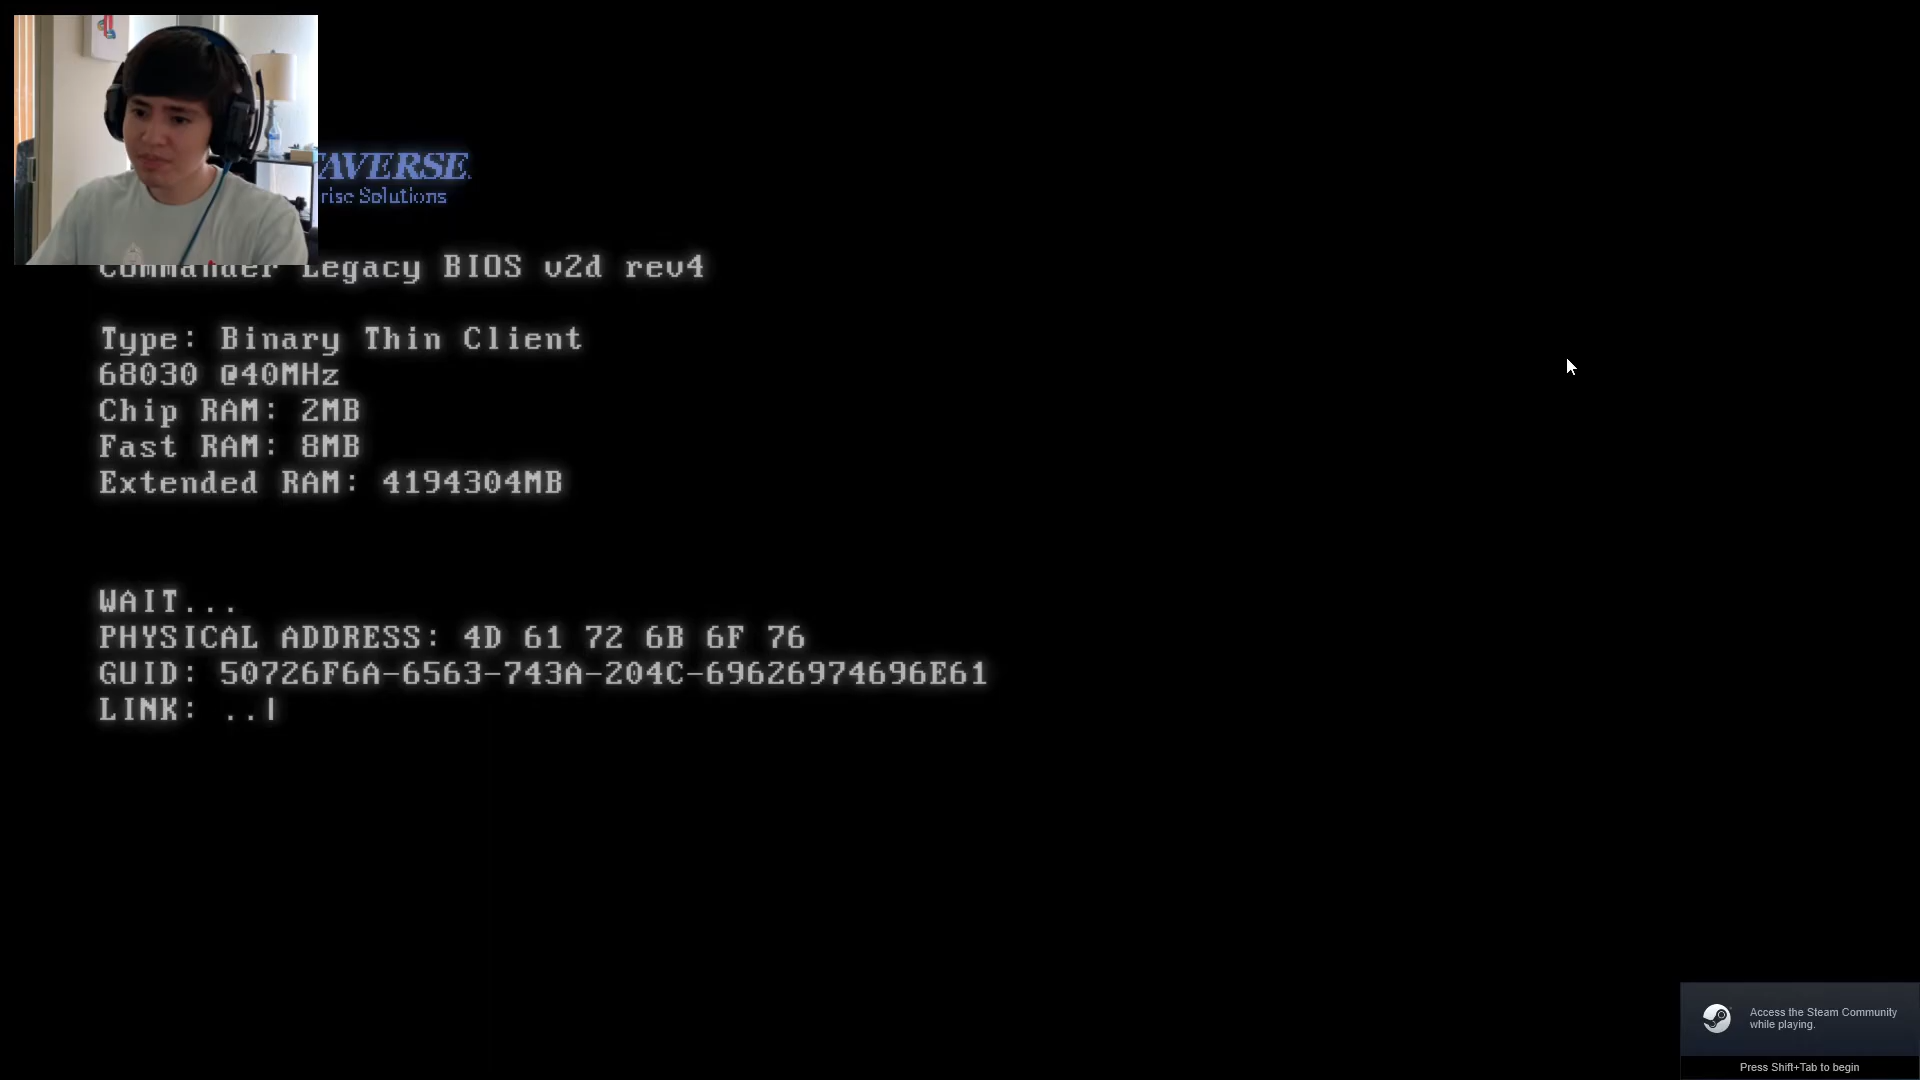 AVERSE.
rise Solutions
Commander Legacy BIOS v2d rev4
Type: Binary Thin Client
68030 @40MHz
Chip RAM: 2MB
Fast RAM: 8MB
Extended RAM: 4194304MB
WAIT...
PHYSICAL ADDRESS: 4D 61 72 6B 6F 76
GUID: 50726F6A-6563-743A-204C-69626974696E61
LINK: ..
Access the Steam Community
while playing.
Press Shift+Tab to begin